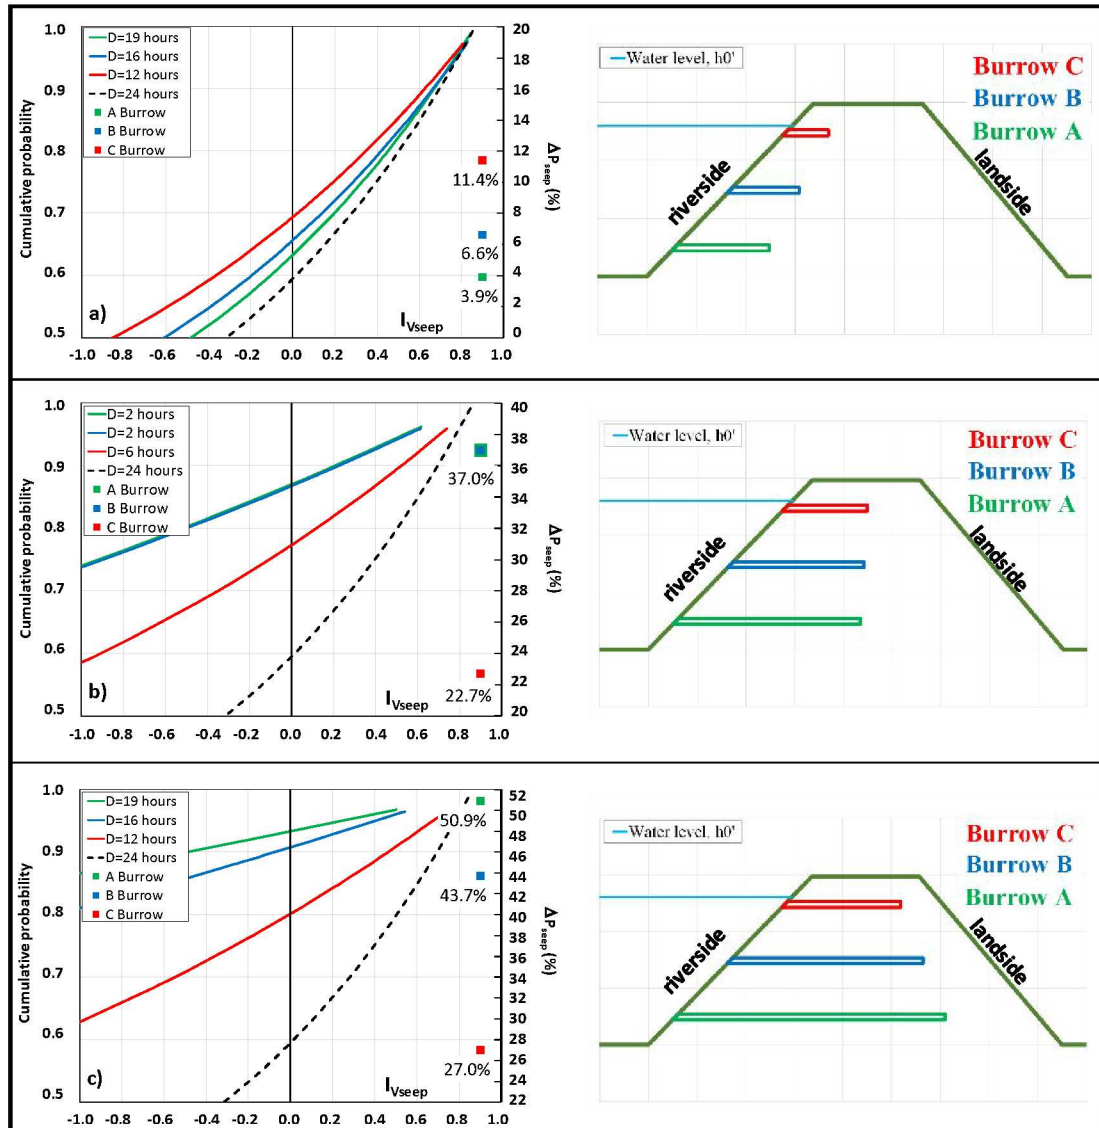 1.0
0.9
0.8
0.7
0.6
0.5
Cumulative probability
D=19 hours
D=16 hours
D=12 hours
D=24 hours
A Burrow
B Burrow
C Burrow
a)
I Vseep
11.4%
6.6%
3.9%
20
18
16
14
12
10
8
6
4
2
0
ΔP seep (%)
-1.0 -0.8 -0.6 -0.4 -0.2 0.0 0.2 0.4 0.6 0.8 1.0
Water level, h0'
Burrow C
Burrow B
Burrow A
riverside
landside
1.0
0.9
0.8
0.7
0.6
0.5
Cumulative probability
D=2 hours
D=2 hours
D=6 hours
D=24 hours
A Burrow
B Burrow
C Burrow
b)
I Vseep
37.0%
22.7%
40
38
36
34
32
30
28
26
24
22
20
ΔP seep (%)
-1.0 -0.8 -0.6 -0.4 -0.2 0.0 0.2 0.4 0.6 0.8 1.0
Water level, h0'
Burrow C
Burrow B
Burrow A
riverside
landside
1.0
0.9
0.8
0.7
0.6
0.5
Cumulative probability
D=19 hours
D=16 hours
D=12 hours
D=24 hours
A Burrow
B Burrow
C Burrow
c)
I Vseep
50.9%
43.7%
27.0%
52
50
48
46
44
42
40
38
36
34
32
30
28
26
24
22
ΔP seep (%)
-1.0 -0.8 -0.6 -0.4 -0.2 0.0 0.2 0.4 0.6 0.8 1.0
Water level, h0'
Burrow C
Burrow B
Burrow A
riverside
landside